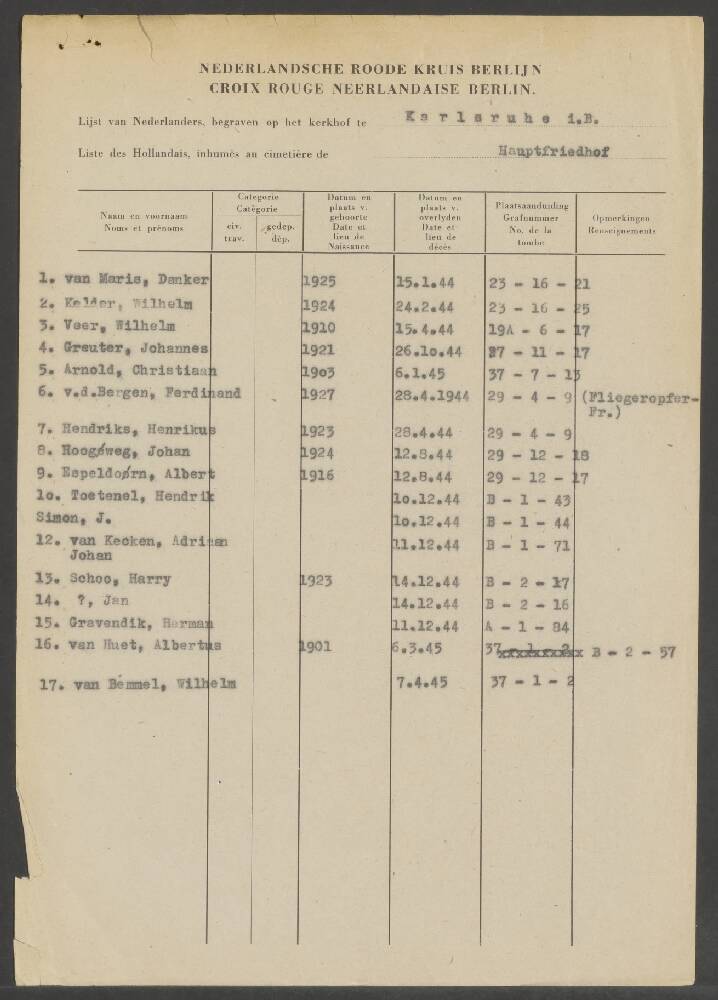 NEDERLANDSCHE ROODE KRUIS BERLIJN
CROIX ROUGE NEERLANDAISE BERLIN.
Lijst van Nederlanders, begraven op het kerkhof te Karlsruhe i.B.
Liste des Hollandais, inhumés au cimetière de Hauptfriedhof
Naam en voornaam
Noms et prénoms
Categorie
Catégorie
civ.
trav.
gedep.
dép.
Datum en
plaats v.
geboorte
Date et
lieu de
Naissance
Datum en
plaats v.
overlyden
Date et
lieu de
décès
Plaatsaanduiding
Grafnummer
No. de la
tombe
Opmerkingen
Renseignements
1. van Maris, Danker 1925 15.1.44 23 - 16 - 21
2. Kelder, Wilhelm 1924 24.2.44 23 - 16 - 25
3. Veer, Wilhelm 1910 15.4.44 19A - 6 - 17
4. Greuter, Johannes 1921 26.10.44 37 - 11 - 17
5. Arnold, Christiaan 1903 6.1.45 37 - 7 - 13
6. v.d.Bergen, Ferdinand 1927 28.4.1944 29 - 4 - 9 (Fliegeropfer-
Fr.)
7. Hendriks, Henrikus 1923 28.4.44 29 - 4 - 9
8. Hoogeweg, Johan 1924 12.8.44 29 - 12 - 18
9. Espeldoorn, Albert 1916 12.8.44 29 - 12 - 17
10. Toetenel, Hendrik 10.12.44 B - 1 - 43
Simon, J. 10.12.44 B - 1 - 44
12. van Kecken, Adriaan 11.12.44 B - 1 - 71
Johan
13. Schoo, Harry 1923 14.12.44 B - 2 - 17
14. ?, Jan 14.12.44 B - 2 - 16
15. Gravendik, Herman 11.12.44 A - 1 - 84
16. van Huet, Albertus 1901 6.3.45 37 - 1 - 2 B - 2 - 57
17. van Bemmel, Wilhelm 7.4.45 37 - 1 - 2